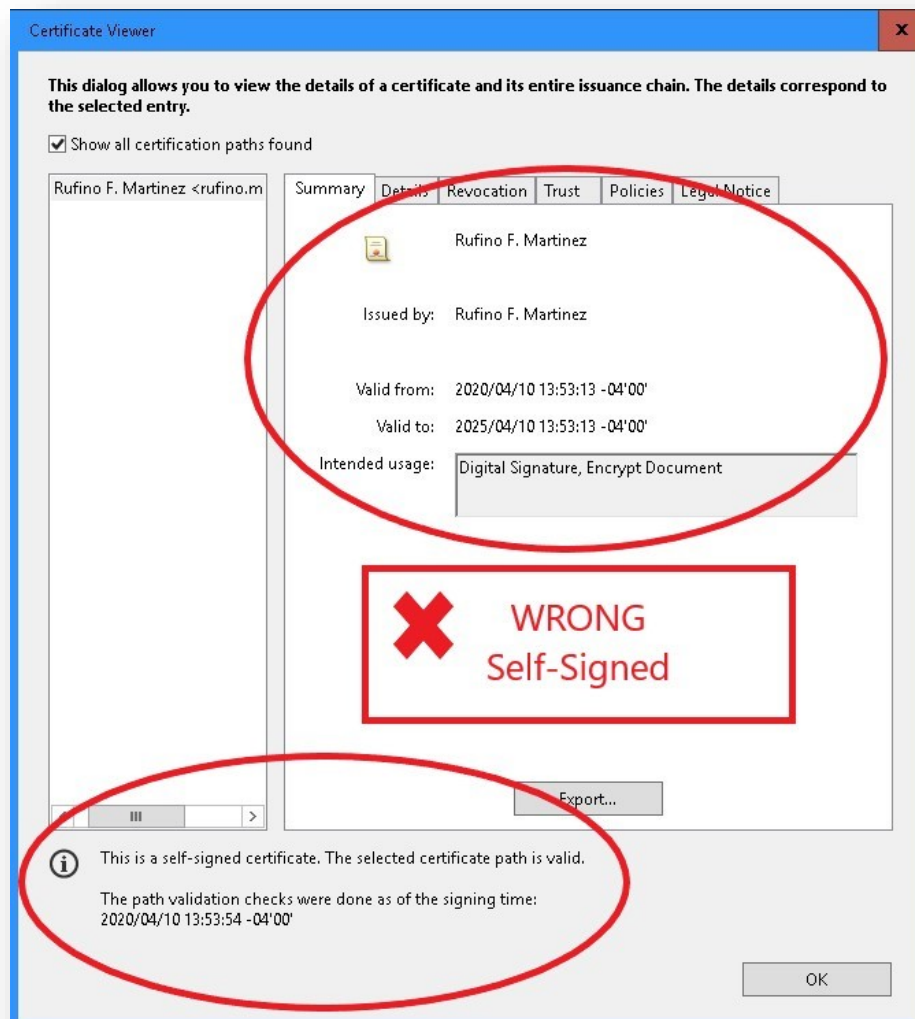 Certificate Viewer
x
This dialog allows you to view the details of a certificate and its entire issuance chain. The details correspond to
the selected entry.
Show all certification paths found
Rufino F. Martinez <rufino.m
Summary Details Revocation Trust Policies Legal Notice
Rufino F. Martinez
Issued by: Rufino F. Martinez
Valid from: 2020/04/10 13:53:13 -04'00'
Valid to: 2025/04/10 13:53:13 -04'00'
Intended usage: Digital Signature, Encrypt Document
WRONG
Self-Signed
Export...
This is a self-signed certificate. The selected certificate path is valid.
The path validation checks were done as of the signing time:
2020/04/10 13:53:54 -04'00'
OK